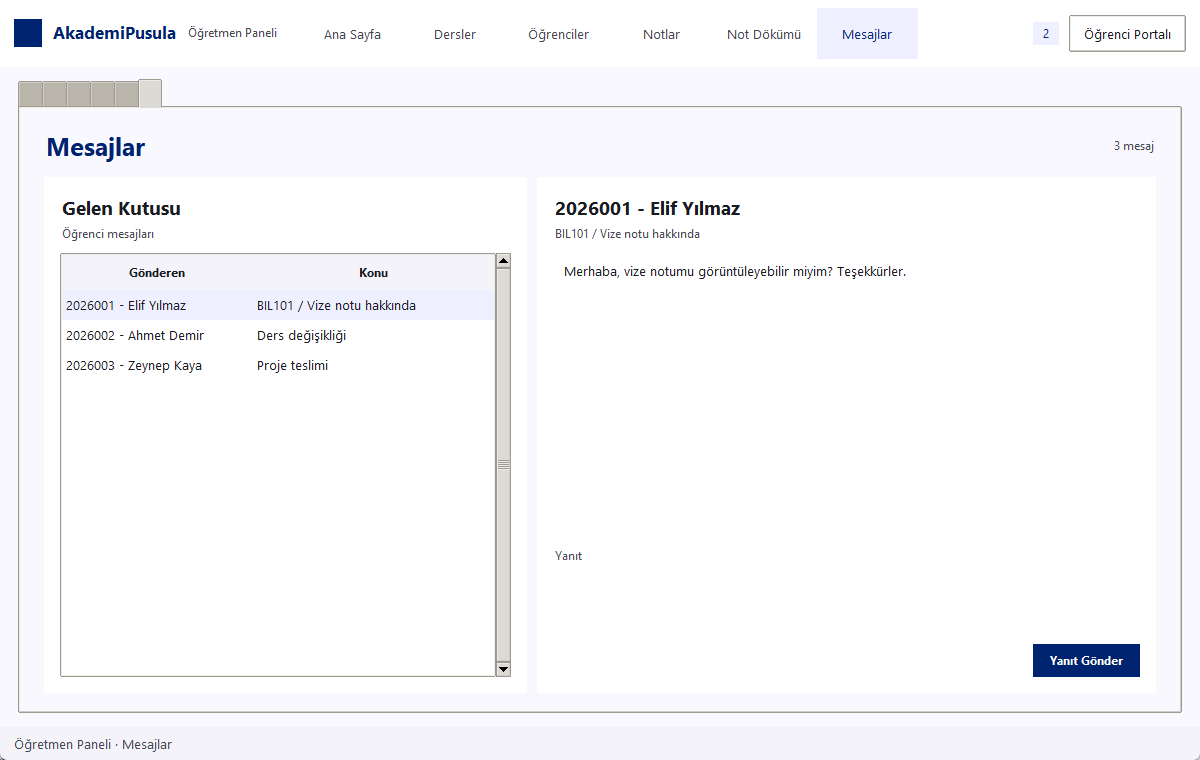 AkademiPusula Öğretmen Paneli Ana Sayfa Dersler Öğrenciler Notlar Not Dökümü Mesajlar 2 Öğrenci Portalı
Mesajlar
3 mesaj
Gelen Kutusu
Öğrenci mesajları
Gönderen Konu
2026001 - Elif Yılmaz BIL101 / Vize notu hakkında
2026002 - Ahmet Demir Ders değişikliği
2026003 - Zeynep Kaya Proje teslimi
2026001 - Elif Yılmaz
BIL101 / Vize notu hakkında
Merhaba, vize notumu görüntüleyebilir miyim? Teşekkürler.
Yanıt
Yanıt Gönder
Öğretmen Paneli · Mesajlar